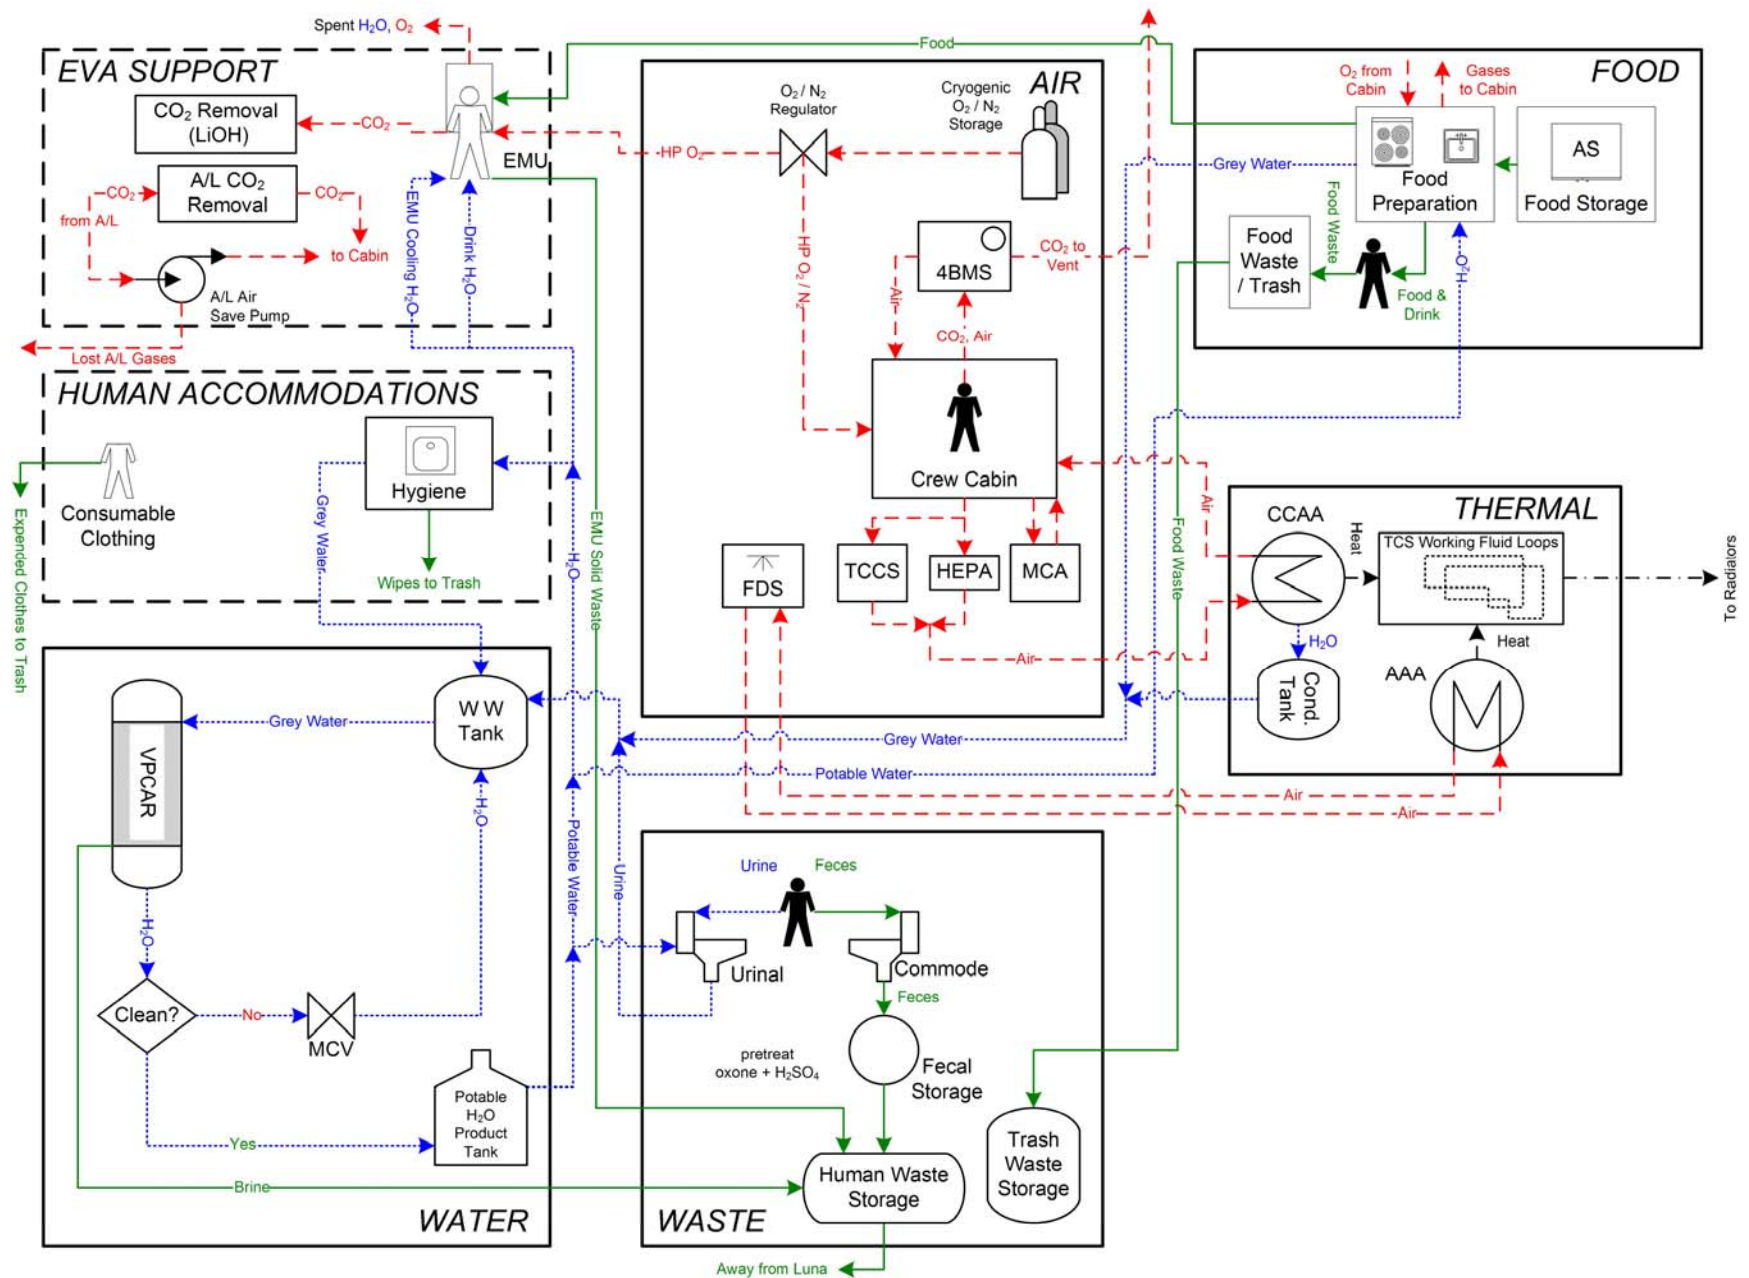 Spent H₂O, O₂
EVA SUPPORT
CO₂ Removal
(LiOH)
CO₂
EMU
A/L CO₂
Removal
CO₂
CO₂
from A/L
to Cabin
A/L Air
Save Pump
Lost A/L Gases
EMU Cooling H₂O
Drink H₂O
Food
HUMAN ACCOMMODATIONS
Consumable
Clothing
Hygiene
Grey Water
Wipes to Trash
Expended Clothes to Trash
H₂O
EMU Solid Waste
AIR
O₂ / N₂
Regulator
Cryogenic
O₂ / N₂
Storage
HP O₂
HP O₂ / N₂
4BMS
CO₂ to
Vent
Air
CO₂, Air
Crew Cabin
FDS
TCCS
HEPA
MCA
Air
FOOD
O₂ from
Cabin
Gases
to Cabin
Grey Water
Food
Preparation
AS
Food Storage
Food Waste
Food
Waste
/ Trash
Food &
Drink
H₂O
Food Waste
THERMAL
CCAA
Air
Heat
TCS Working Fluid Loops
To Radiators
H₂O
Cond.
Tank
Heat
AAA
Grey Water
Potable Water
Air
Air
WATER
W W
Tank
Grey Water
VPCAR
H₂O
H₂O
Clean?
No
MCV
Yes
Potable
H₂O
Product
Tank
Brine
Potable Water
Urine
WASTE
Urine
Feces
Urinal
Commode
Feces
pretreat
oxone + H₂SO₄
Fecal
Storage
Human Waste
Storage
Trash
Waste
Storage
Away from Luna